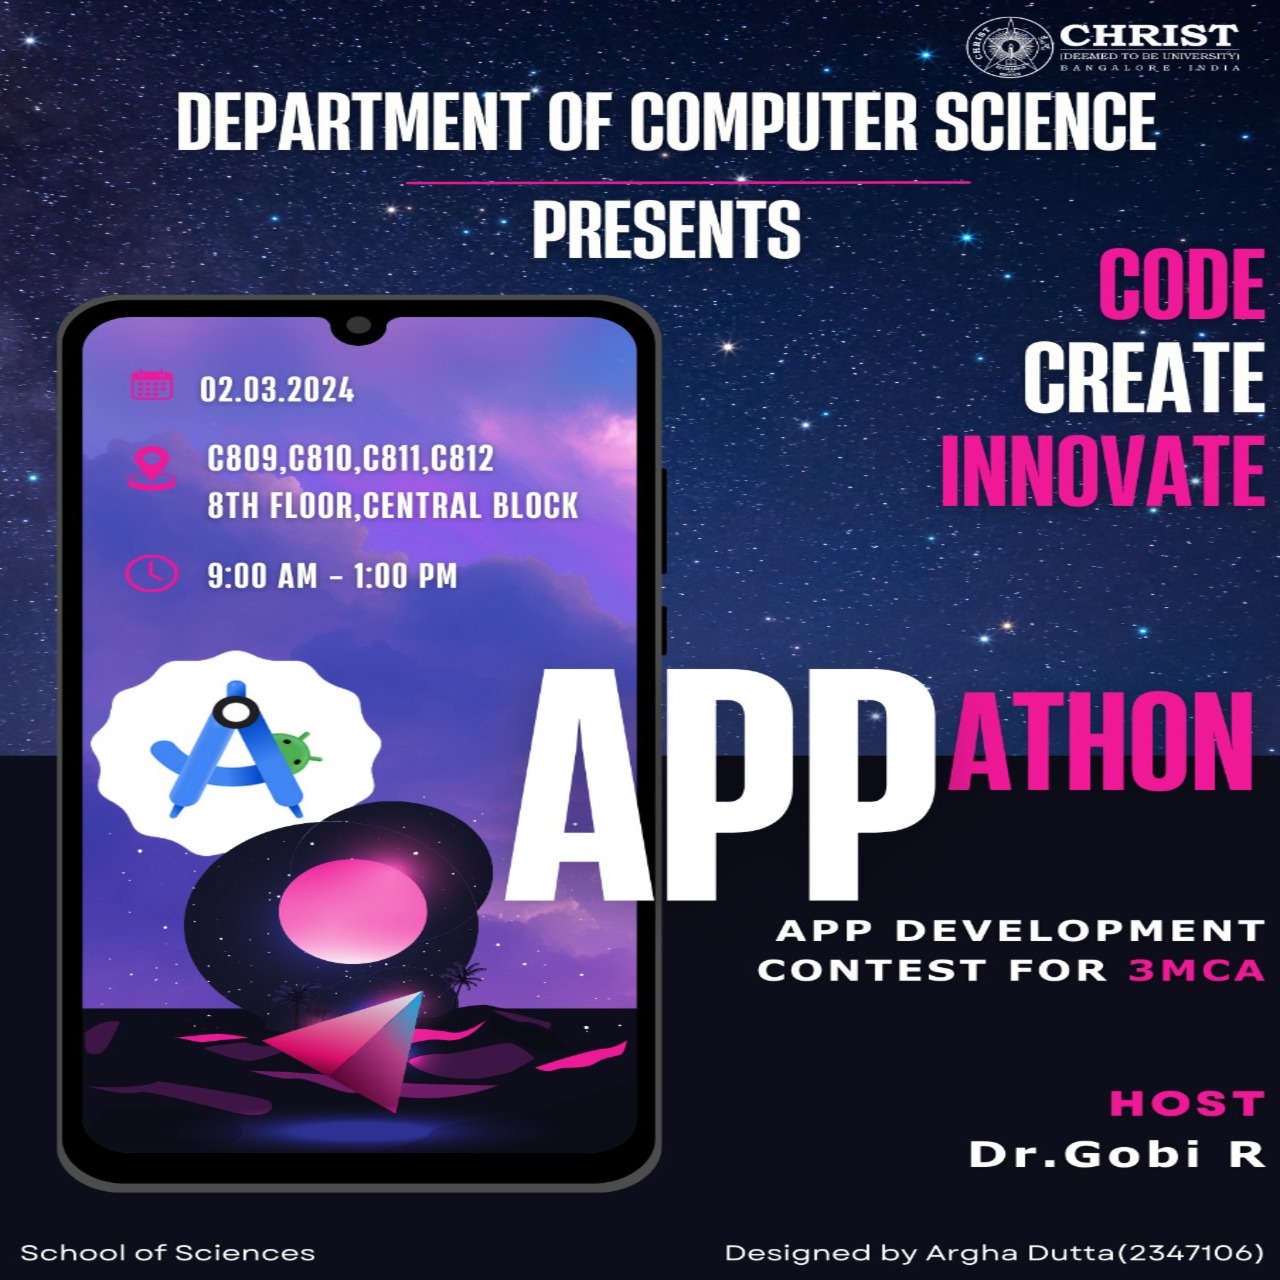 CHRIST
(DEEMED TO BE UNIVERSITY)
BANGALORE · INDIA
DEPARTMENT OF COMPUTER SCIENCE
PRESENTS
CODE
CREATE
INNOVATE
02.03.2024
C809,C810,C811,C812
8TH FLOOR,CENTRAL BLOCK
9:00 AM – 1:00 PM
APPATHON
APP DEVELOPMENT
CONTEST FOR 3MCA
HOST
Dr.Gobi R
School of Sciences
Designed by Argha Dutta(2347106)